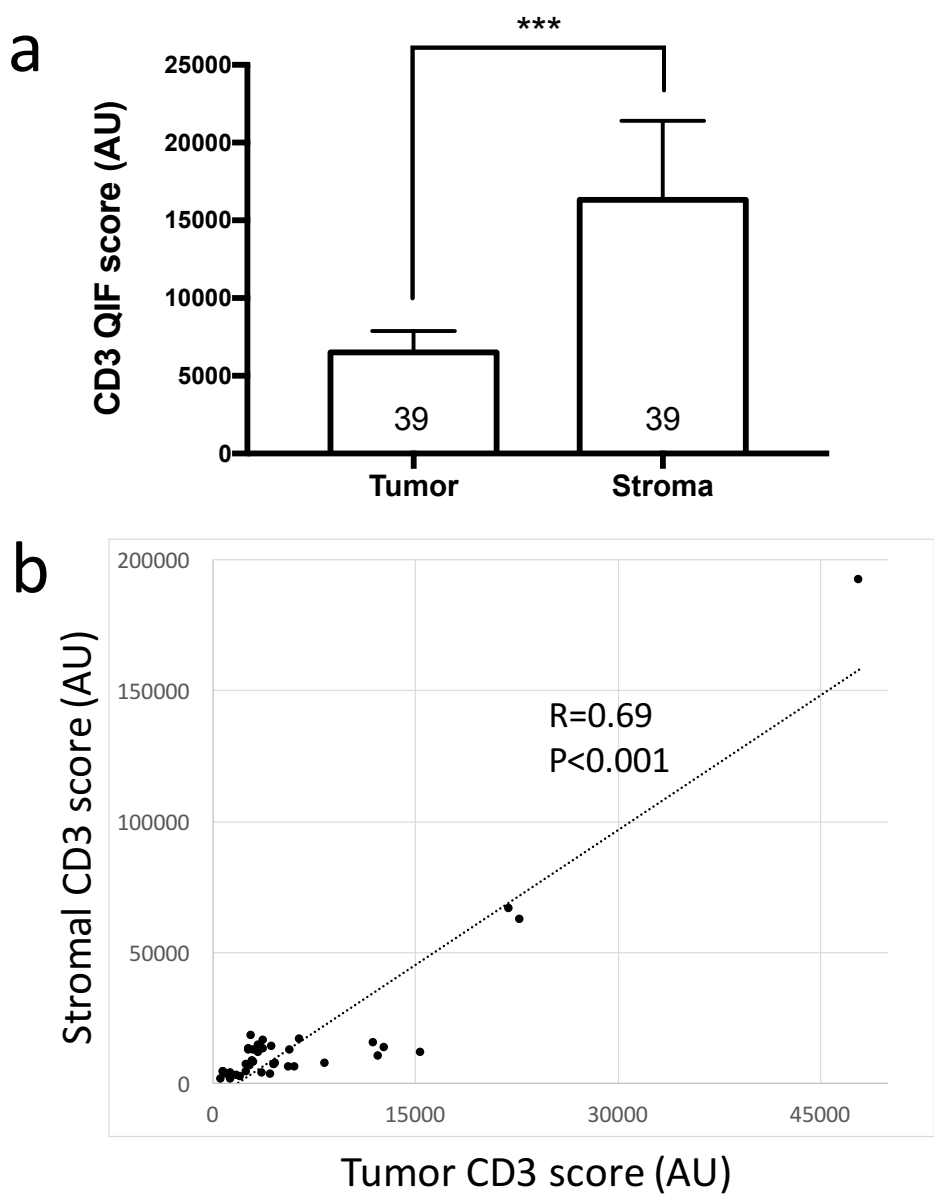 a
***
CD3 QIF score (AU)
25000
20000
15000
10000
5000
0
39
39
Tumor
Stroma
b
Stromal CD3 score (AU)
200000
150000
100000
50000
0
R=0.69
P<0.001
0
15000
30000
45000
Tumor CD3 score (AU)